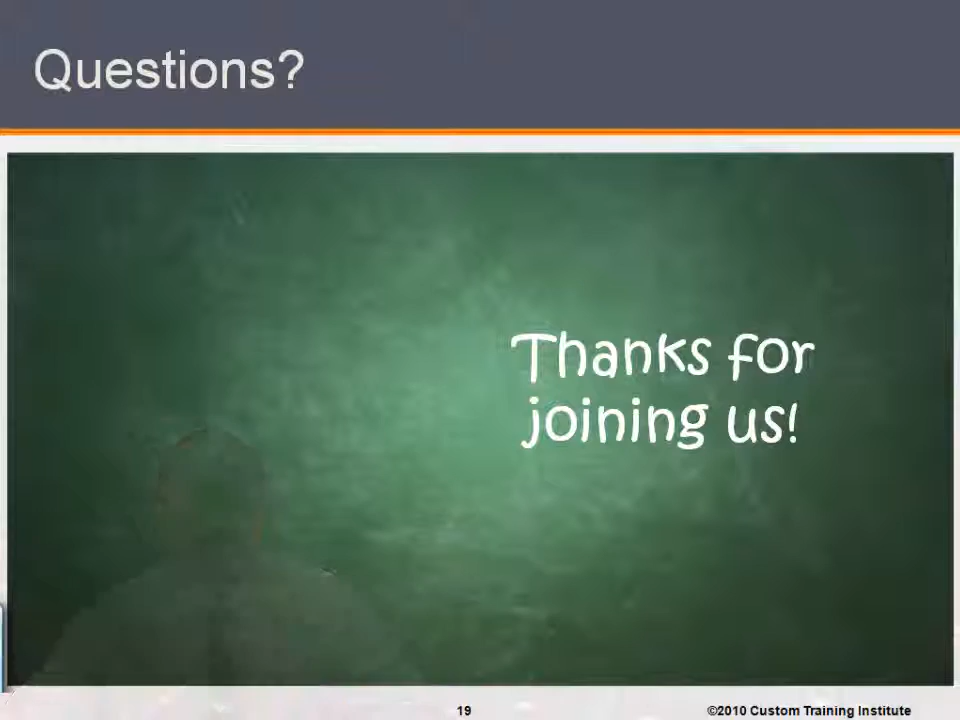 Questions?
Thanks for
joining us!
19
©2010 Custom Training Institute